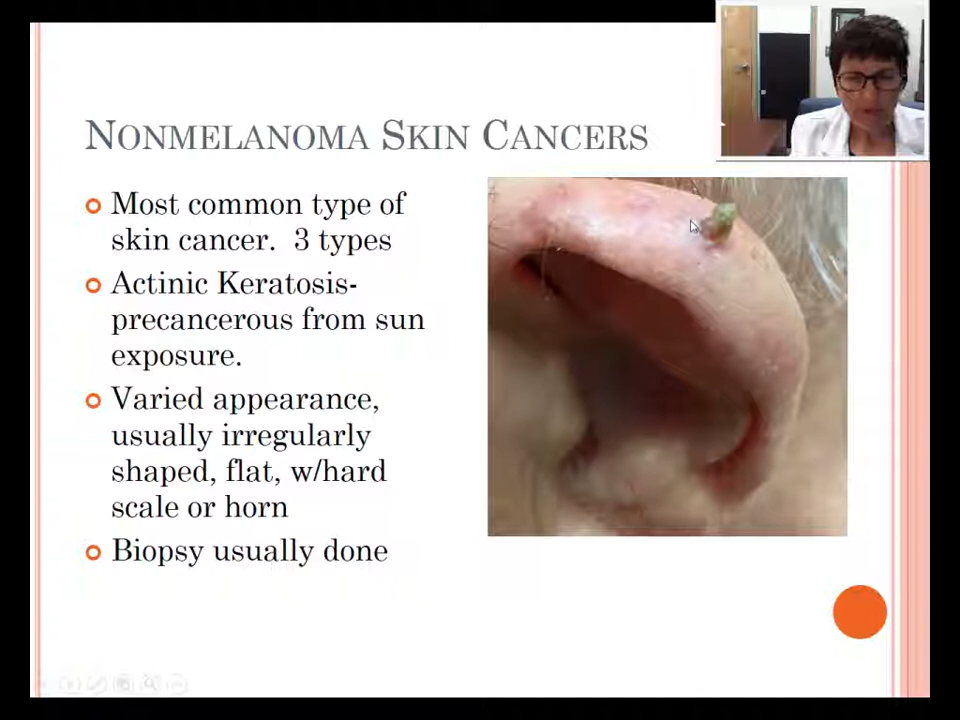 NONMELANOMA SKIN CANCERS
Most common type of
skin cancer. 3 types
Actinic Keratosis-
precancerous from sun
exposure.
Varied appearance,
usually irregularly
shaped, flat, w/hard
scale or horn
Biopsy usually done